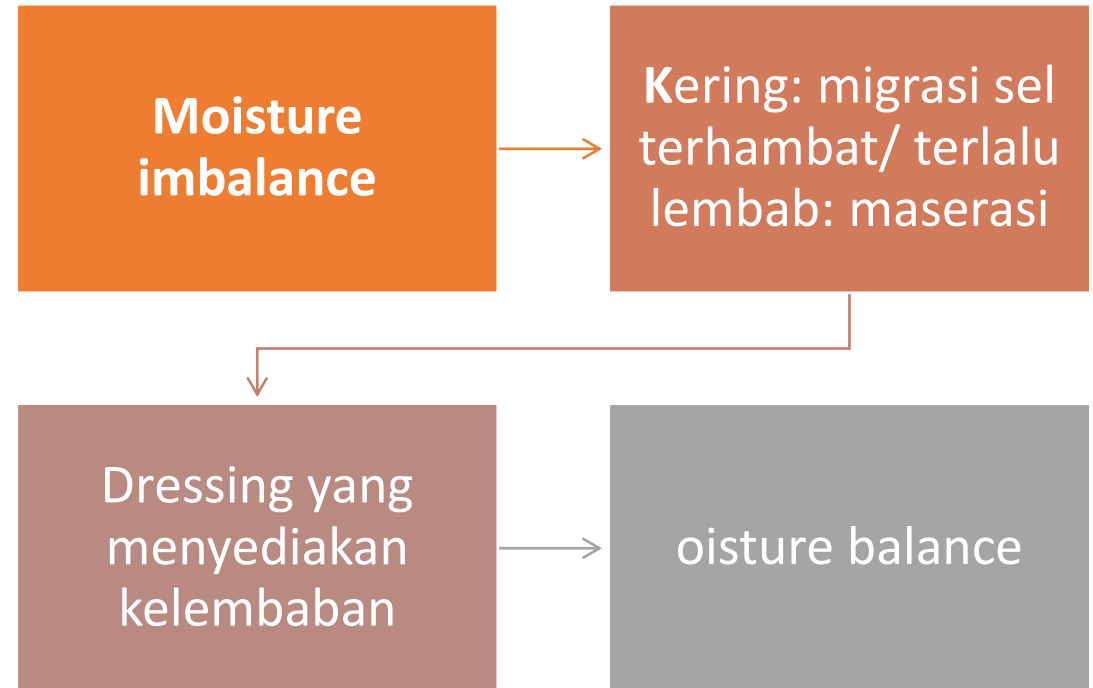 Moisture
imbalance
Kering: migrasi sel
terhambat/ terlalu
lembab: maserasi
Dressing yang
menyediakan
kelembaban
oisture balance